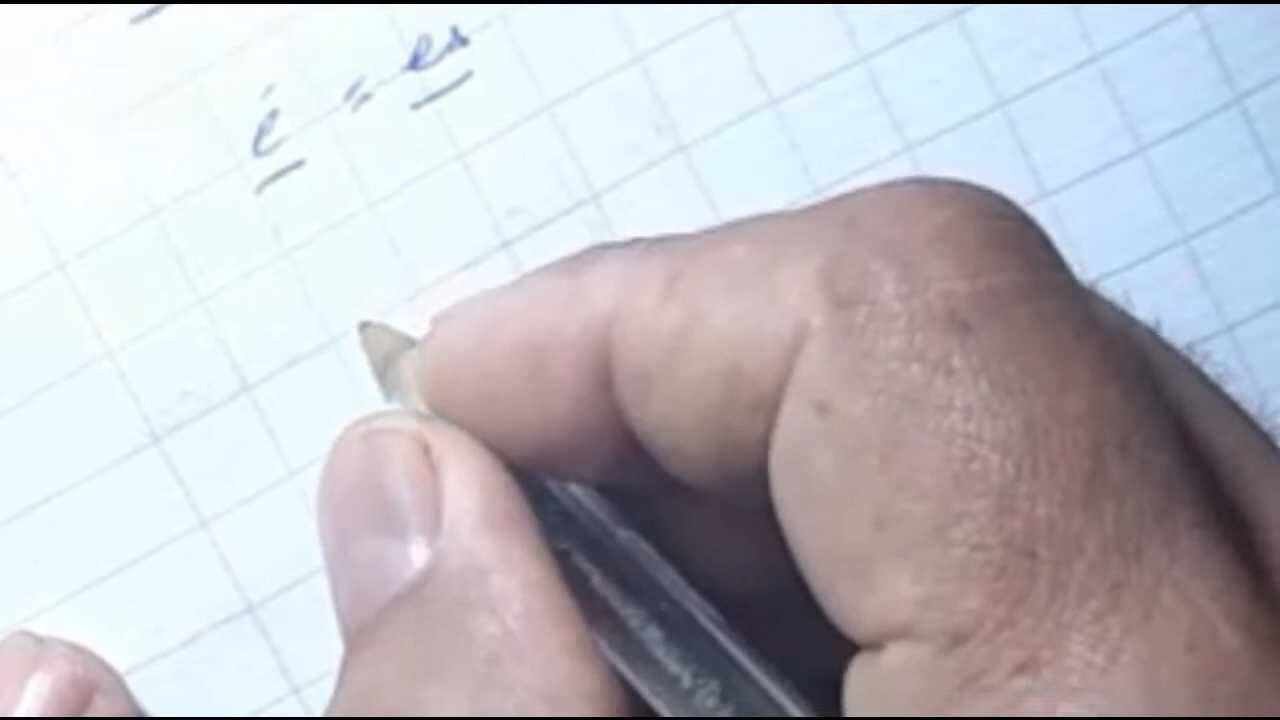 é = es